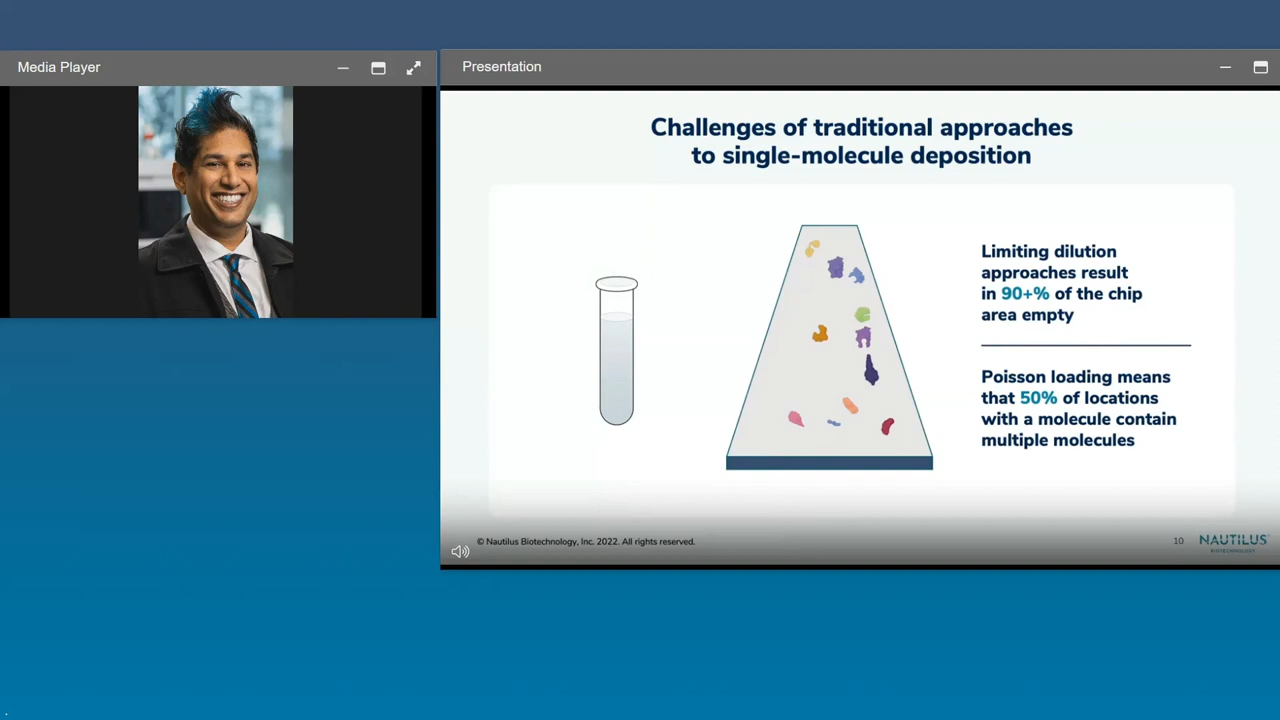 Media Player
Presentation
Challenges of traditional approaches
to single-molecule deposition
Limiting dilution
approaches result
in 90+% of the chip
area empty
Poisson loading means
that 50% of locations
with a molecule contain
multiple molecules
© Nautilus Biotechnology, Inc. 2022. All rights reserved.
10
NAUTILUS
BIOTECHNOLOGY